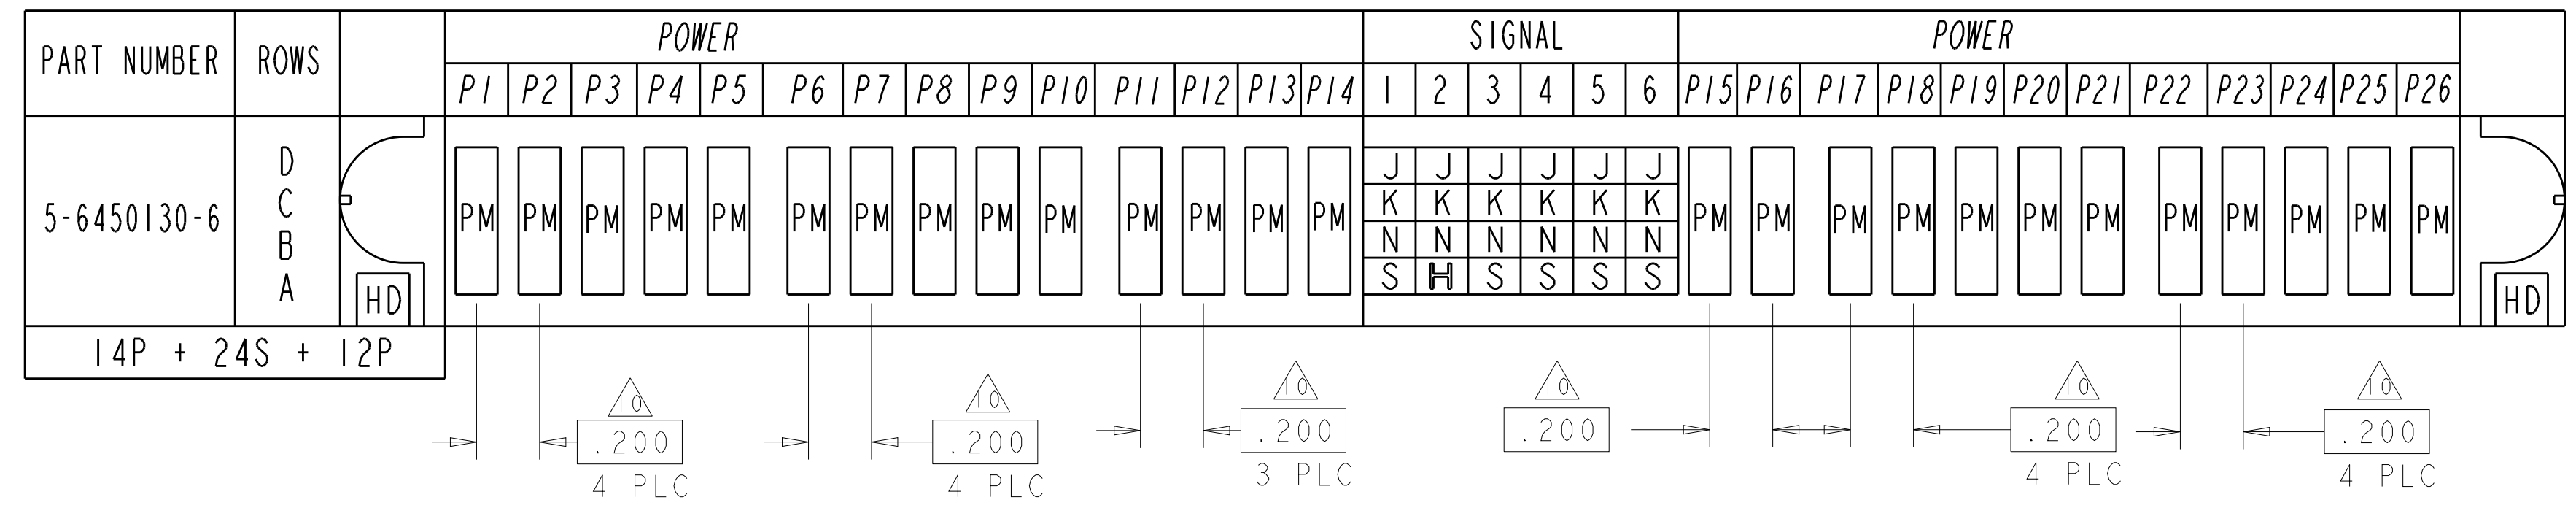 PART NUMBER ROWS POWER SIGNAL POWER
P1 P2 P3 P4 P5 P6 P7 P8 P9 P10 P11 P12 P13 P14 1 2 3 4 5 6 P15 P16 P17 P18 P19 P20 P21 P22 P23 P24 P25 P26
D J J J J J J
C K K K K K K
5-6450130-6 PM PM PM PM PM PM PM PM PM PM PM PM PM PM PM PM PM PM PM PM PM PM PM PM PM PM
B N N N N N N
A S H S S S S
HD HD
14P + 24S + 12P
10 10 10 10 10 10
.200 .200 .200 .200 .200 .200
4 PLC 4 PLC 3 PLC 4 PLC 4 PLC